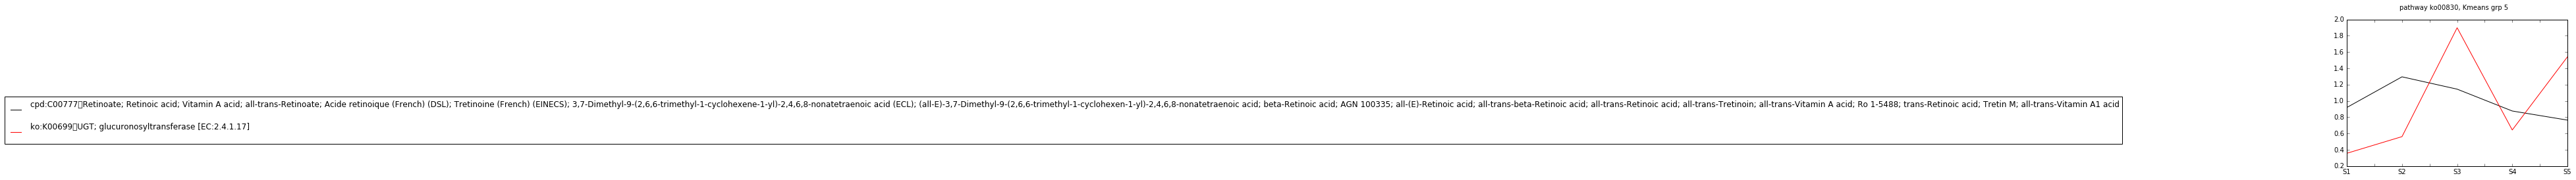 pathway ko00830, Kmeans grp 5
cpd:C00777▯Retinoate; Retinoic acid; Vitamin A acid; all-trans-Retinoate; Acide retinoique (French) (DSL); Tretinoine (French) (EINECS); 3,7-Dimethyl-9-(2,6,6-trimethyl-1-cyclohexene-1-yl)-2,4,6,8-nonatetraenoic acid (ECL); (all-E)-3,7-Dimethyl-9-(2,6,6-trimethyl-1-cyclohexen-1-yl)-2,4,6,8-nonatetraenoic acid; beta-Retinoic acid; AGN 100335; all-(E)-Retinoic acid; all-trans-beta-Retinoic acid; all-trans-Retinoic acid; all-trans-Tretinoin; all-trans-Vitamin A acid; Ro 1-5488; trans-Retinoic acid; Tretin M; all-trans-Vitamin A1 acid
ko:K00699▯UGT; glucuronosyltransferase [EC:2.4.1.17]
2.0
1.8
1.6
1.4
1.2
1.0
0.8
0.6
0.4
0.2
S1 S2 S3 S4 S5